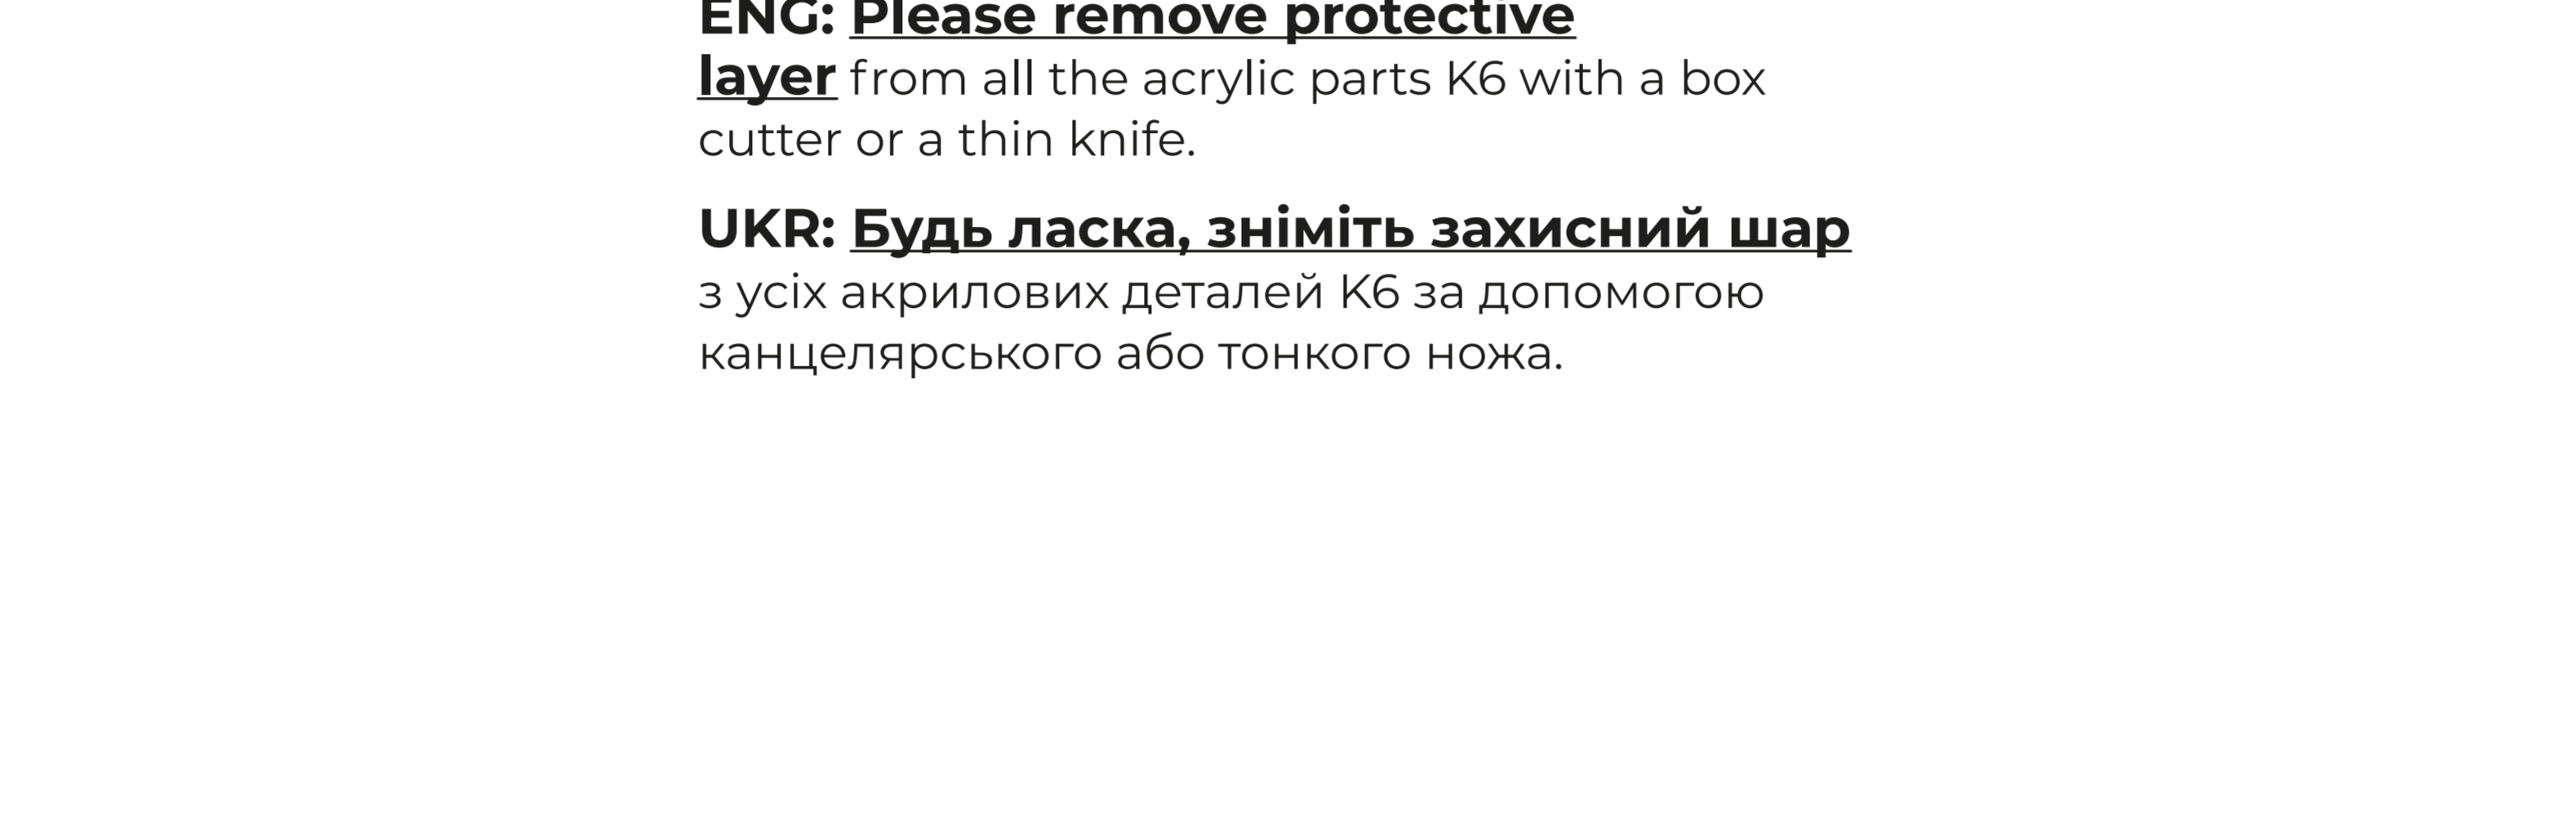 ENG: Please remove protective
layer from all the acrylic parts K6 with a box
cutter or a thin knife.
UKR: Будь ласка, зніміть захисний шар
з усіх акрилових деталей K6 за допомогою
канцелярського або тонкого ножа.